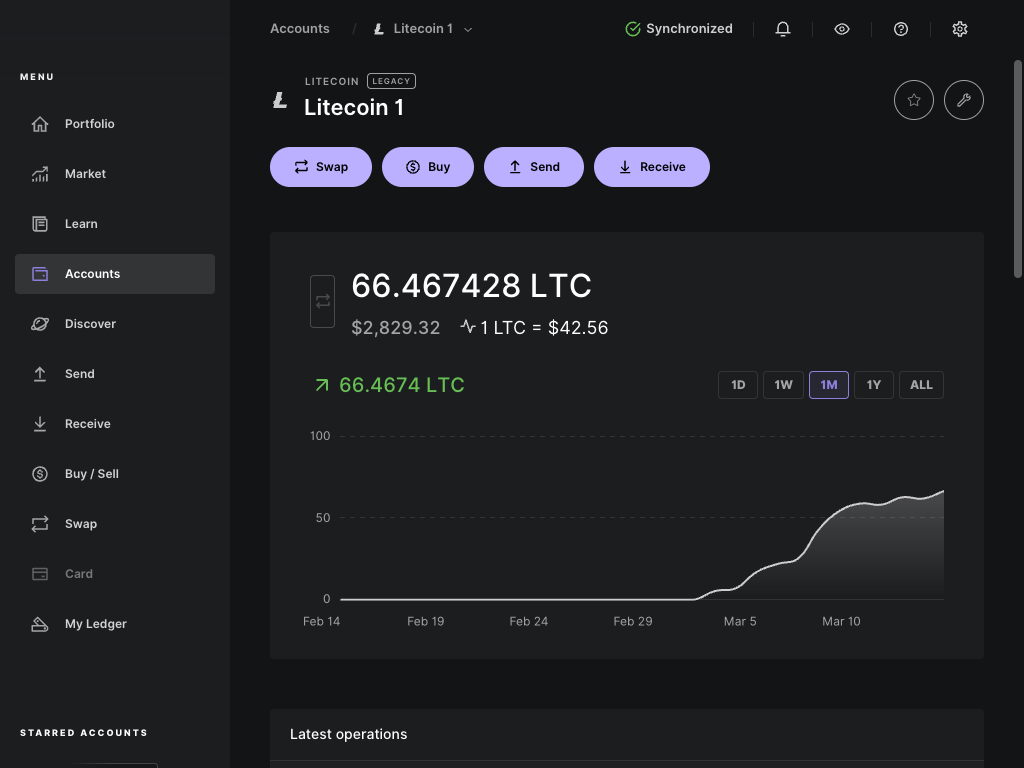 Accounts / Litecoin 1
Synchronized
MENU
Portfolio
Market
Learn
Accounts
Discover
Send
Receive
Buy / Sell
Swap
Card
My Ledger
STARRED ACCOUNTS
LITECOIN LEGACY
Litecoin 1
Swap Buy Send Receive
66.467428 LTC
$2,829.32 1 LTC = $42.56
66.4674 LTC
1D 1W 1M 1Y ALL
100
50
0
Feb 14 Feb 19 Feb 24 Feb 29 Mar 5 Mar 10
Latest operations